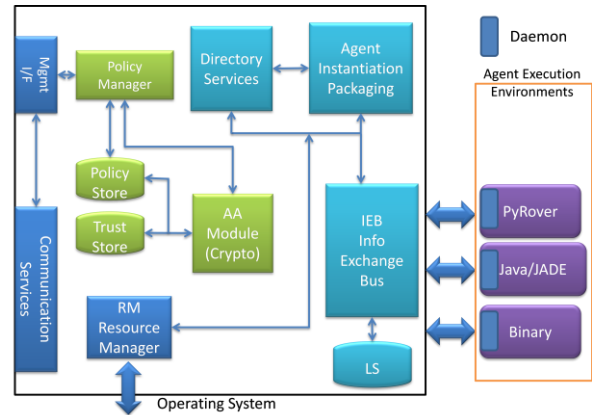 Mgmt
I/F
Policy
Manager
Directory
Services
Agent
Instantiation
Packaging
Daemon
Agent Execution
Environments
Policy
Store
Trust
Store
AA
Module
(Crypto)
IEB
Info
Exchange
Bus
PyRover
Java/JADE
Binary
Communication
Services
RM
Resource
Manager
LS
Operating System